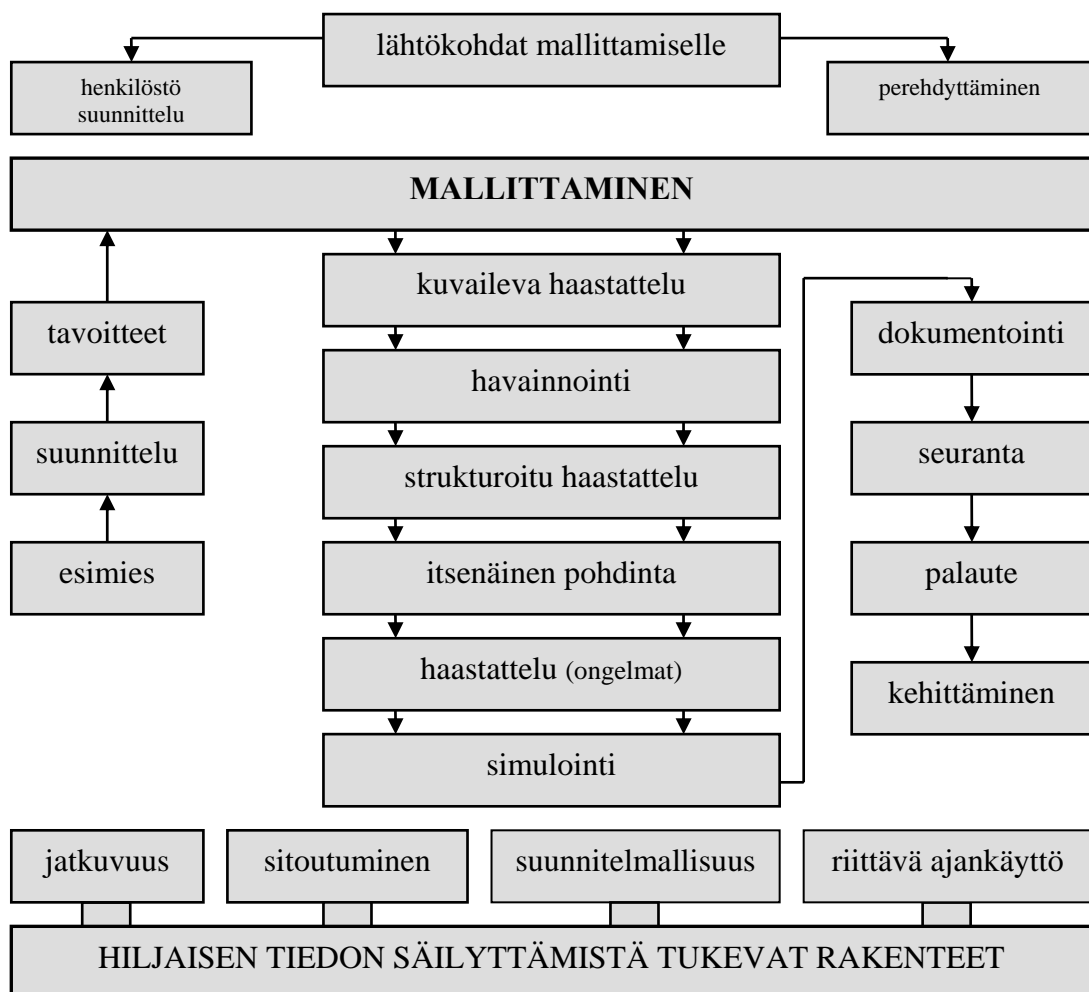 lähtökohdat mallittamiselle
henkilöstö
suunnittelu
perehdyttäminen
MALLITTAMINEN
tavoitteet
suunnittelu
esimies
kuvaileva haastattelu
havainnointi
strukturoitu haastattelu
itsenäinen pohdinta
haastattelu (ongelmat)
simulointi
dokumentointi
seuranta
palaute
kehittäminen
jatkuvuus
sitoutuminen
suunnitelmallisuus
riittävä ajankäyttö
HILJAISEN TIEDON SÄILYTTÄMISTÄ TUKEVAT RAKENTEET